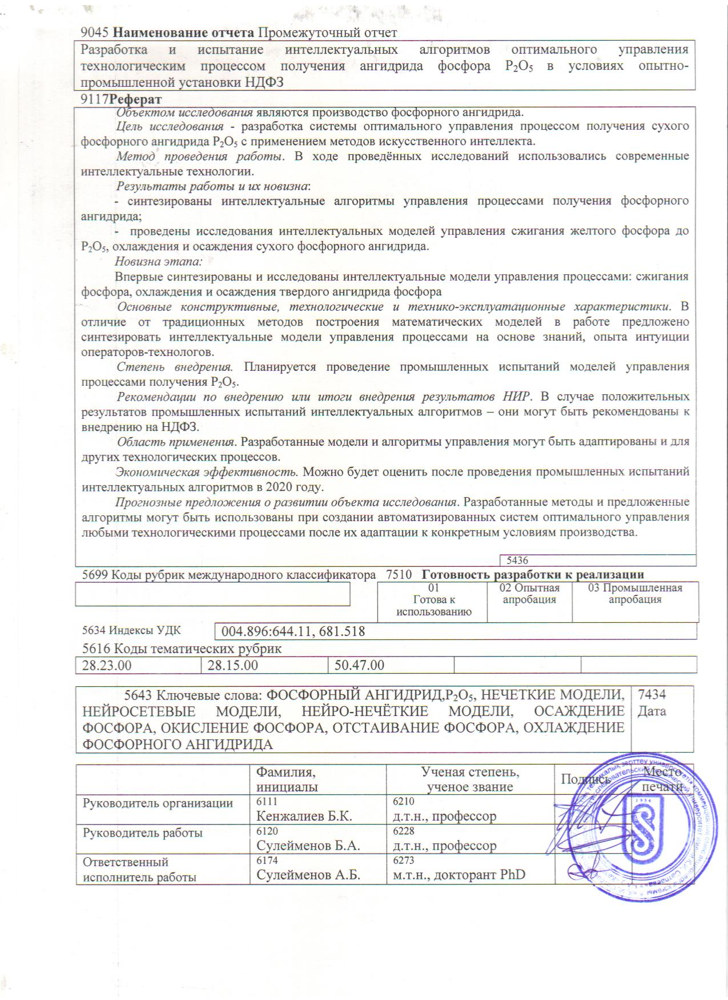 9045 Наименование отчета Промежуточный отчет
Разработка и испытание интеллектуальных алгоритмов оптимального управления
технологическим процессом получения ангидрида фосфора P₂O₅ в условиях опытно-
промышленной установки НДФЗ
9117Реферат
Объектом исследования являются производство фосфорного ангидрида.
Цель исследования - разработка системы оптимального управления процессом получения сухого
фосфорного ангидрида P₂O₅ с применением методов искусственного интеллекта.
Метод проведения работы. В ходе проведённых исследований использовались современные
интеллектуальные технологии.
Результаты работы и их новизна:
- синтезированы интеллектуальные алгоритмы управления процессами получения фосфорного
ангидрида;
- проведены исследования интеллектуальных моделей управления сжигания желтого фосфора до
P₂O₅, охлаждения и осаждения сухого фосфорного ангидрида.
Новизна этапа:
Впервые синтезированы и исследованы интеллектуальные модели управления процессами: сжигания
фосфора, охлаждения и осаждения твердого ангидрида фосфора
Основные конструктивные, технологические и технико-эксплуатационные характеристики. В
отличие от традиционных методов построения математических моделей в работе предложено
синтезировать интеллектуальные модели управления процессами на основе знаний, опыта интуиции
операторов-технологов.
Степень внедрения. Планируется проведение промышленных испытаний моделей управления
процессами получения P₂O₅.
Рекомендации по внедрению или итоги внедрения результатов НИР. В случае положительных
результатов промышленных испытаний интеллектуальных алгоритмов – они могут быть рекомендованы к
внедрению на НДФЗ.
Область применения. Разработанные модели и алгоритмы управления могут быть адаптированы и для
других технологических процессов.
Экономическая эффективность. Можно будет оценить после проведения промышленных испытаний
интеллектуальных алгоритмов в 2020 году.
Прогнозные предложения о развитии объекта исследования. Разработанные методы и предложенные
алгоритмы могут быть использованы при создании автоматизированных систем оптимального управления
любыми технологическими процессами после их адаптации к конкретным условиям производства.
5436
5699 Коды рубрик международного классификатора 7510 Готовность разработки к реализации
01 Готова к использованию
02 Опытная апробация
03 Промышленная апробация
5634 Индексы УДК 004.896:644.11, 681.518
5616 Коды тематических рубрик
28.23.00 28.15.00 50.47.00
5643 Ключевые слова: ФОСФОРНЫЙ АНГИДРИД,P₂O₅, НЕЧЕТКИЕ МОДЕЛИ,
НЕЙРОСЕТЕВЫЕ МОДЕЛИ, НЕЙРО-НЕЧЁТКИЕ МОДЕЛИ, ОСАЖДЕНИЕ
ФОСФОРА, ОКИСЛЕНИЕ ФОСФОРА, ОТСТАИВАНИЕ ФОСФОРА, ОХЛАЖДЕНИЕ
ФОСФОРНОГО АНГИДРИДА
7434
Дата
Фамилия, инициалы
Ученая степень, ученое звание
Подпись
Место печати
Руководитель организации
6111
Кенжалиев Б.К.
6210
д.т.н., профессор
Руководитель работы
6120
Сулейменов Б.А.
6228
д.т.н., профессор
Ответственный
исполнитель работы
6174
Сулейменов А.Б.
6273
м.т.н., докторант PhD
1934